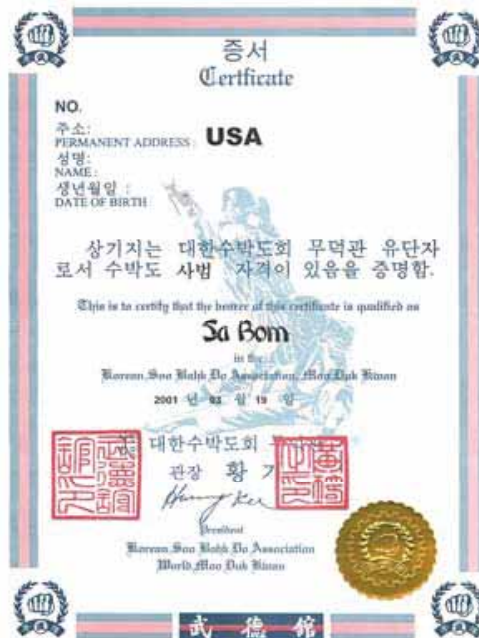 증서
Certficate
NO.
주소:
PERMANENT ADDRESS: USA
성명:
NAME:
생년월일 :
DATE OF BIRTH
상기지는 대한수박도회 무덕관 유단자
로서 수박도 사범 자격이 있음을 증명함.
This is to certify that the bearer of this certificate is qualified as
Sa Bom
in the
Korean Soo Bahk Do Association, Moo Duk Kwan
2001 년 03 월 19 일
대한수박도회
관장 황 기
Hwang Kee
President
Korean Soo Bahk Do Association
World Moo Duk Kwan
武 德 館